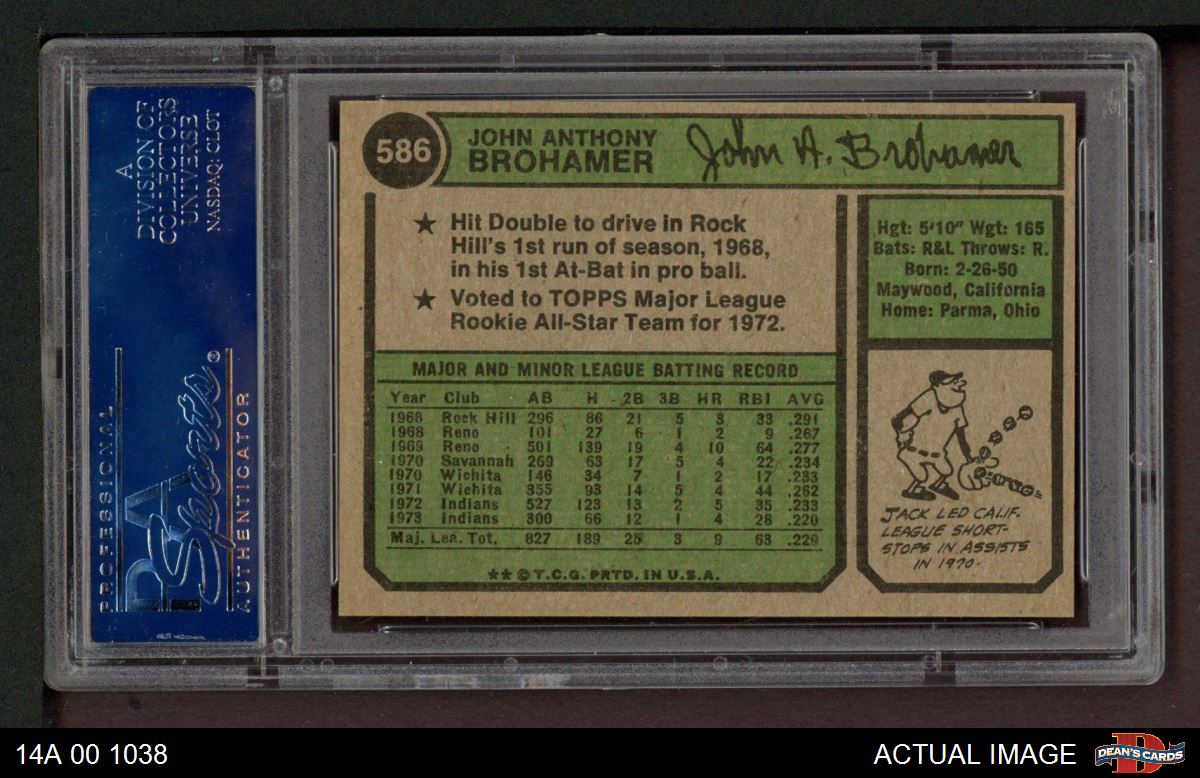 A
DIVISION OF
COLLECTORS
UNIVERSE
NASDAQ: CLCT
PROFESSIONAL
PSA
Sports®
AUTHENTICATOR
586
JOHN ANTHONY
BROHAMER
John A. Brohamer
★ Hit Double to drive in Rock
Hill's 1st run of season, 1968,
in his 1st At-Bat in pro ball.
★ Voted to TOPPS Major League
Rookie All-Star Team for 1972.
Hgt: 5'10" Wgt: 165
Bats: R&L Throws: R.
Born: 2-26-50
Maywood, California
Home: Parma, Ohio
MAJOR AND MINOR LEAGUE BATTING RECORD
Year Club AB H 2B 3B HR RBI AVG
1968 Rock Hill 296 86 21 5 3 33 .291
1968 Reno 101 27 6 1 2 9 .267
1969 Reno 501 139 19 4 10 64 .277
1970 Savannah 269 63 17 5 4 22 .234
1970 Wichita 146 34 7 1 2 17 .233
1971 Wichita 355 93 14 5 4 44 .262
1972 Indians 527 123 13 2 5 35 .233
1973 Indians 300 66 12 1 4 28 .220
Maj. Lea. Tot. 827 189 25 3 9 63 .229
★★ © T.C.G. PRTD. IN U.S.A.
JACK LED CALIF.
LEAGUE SHORT-
STOPS IN ASSISTS
IN 1970.
14A 00 1038
ACTUAL IMAGE
DEAN'S CARDS